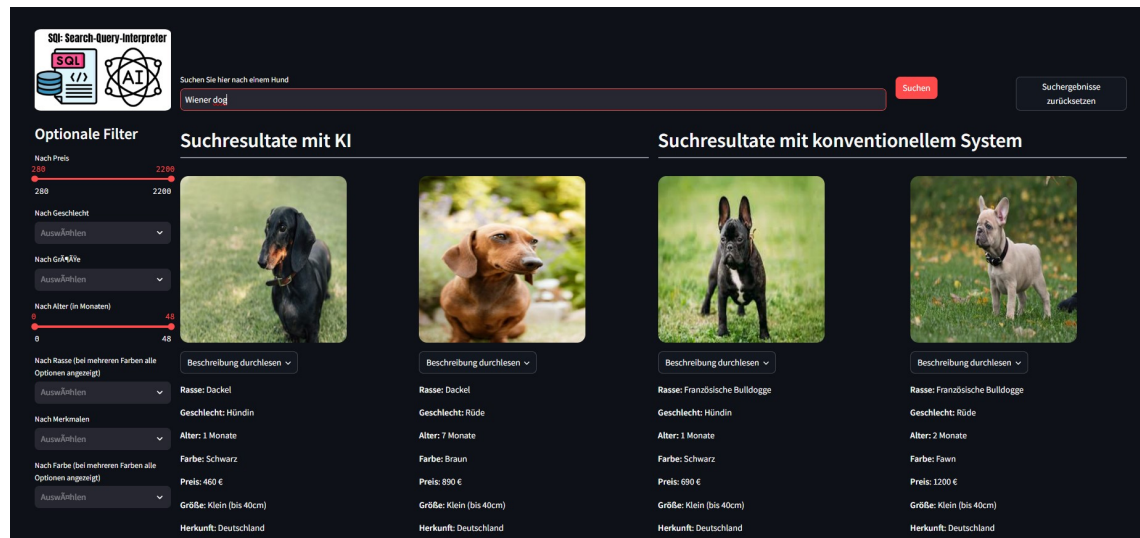 SQI: Search-Query-Interpreter
SQL
</>
AI
Suchen Sie hier nach einem Hund
Wiener dog
Suchen
Suchergebnisse
zurücksetzen
Optionale Filter
Nach Preis
280 2200
280 2200
Nach Geschlecht
AuswÃ¤hlen
Nach GrÃ¶ÃŸe
AuswÃ¤hlen
Nach Alter (in Monaten)
0 48
0 48
Nach Rasse (bei mehreren Farben alle
Optionen angezeigt)
AuswÃ¤hlen
Nach Merkmalen
AuswÃ¤hlen
Nach Farbe (bei mehreren Farben alle
Optionen angezeigt)
AuswÃ¤hlen
Suchresultate mit KI
Beschreibung durchlesen
Rasse: Dackel
Geschlecht: Hündin
Alter: 1 Monate
Farbe: Schwarz
Preis: 460 €
Größe: Klein (bis 40cm)
Herkunft: Deutschland
Beschreibung durchlesen
Rasse: Dackel
Geschlecht: Rüde
Alter: 7 Monate
Farbe: Braun
Preis: 890 €
Größe: Klein (bis 40cm)
Herkunft: Deutschland
Suchresultate mit konventionellem System
Beschreibung durchlesen
Rasse: Französische Bulldogge
Geschlecht: Hündin
Alter: 1 Monate
Farbe: Schwarz
Preis: 690 €
Größe: Klein (bis 40cm)
Herkunft: Deutschland
Beschreibung durchlesen
Rasse: Französische Bulldogge
Geschlecht: Rüde
Alter: 2 Monate
Farbe: Fawn
Preis: 1200 €
Größe: Klein (bis 40cm)
Herkunft: Deutschland